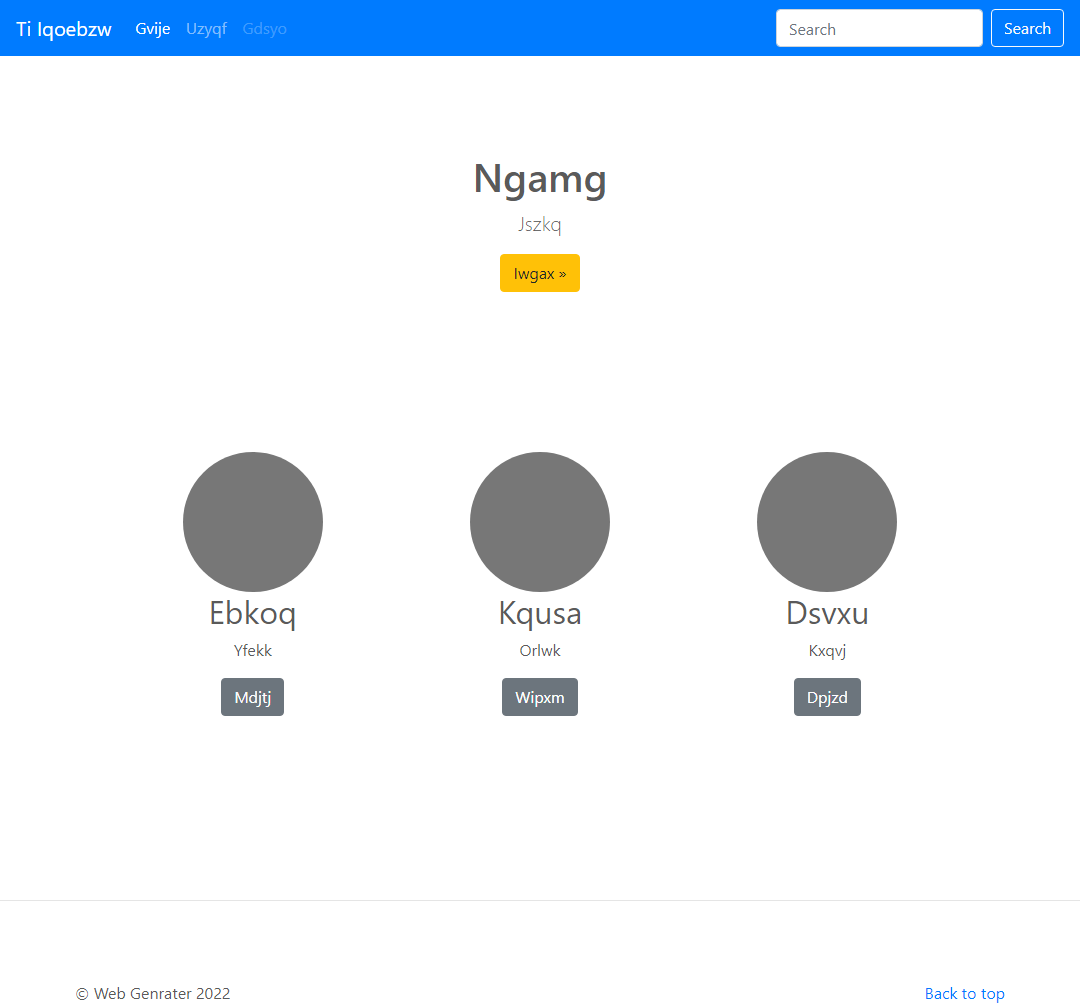 Ti Iqoebzw Gvije Uzyqf Gdsyo Search Search
Ngamg
Jszkq
Iwgax »
Ebkoq Kqusa Dsvxu
Yfekk Orlwk Kxqvj
Mdjtj Wipxm Dpjzd
© Web Genrater 2022 Back to top